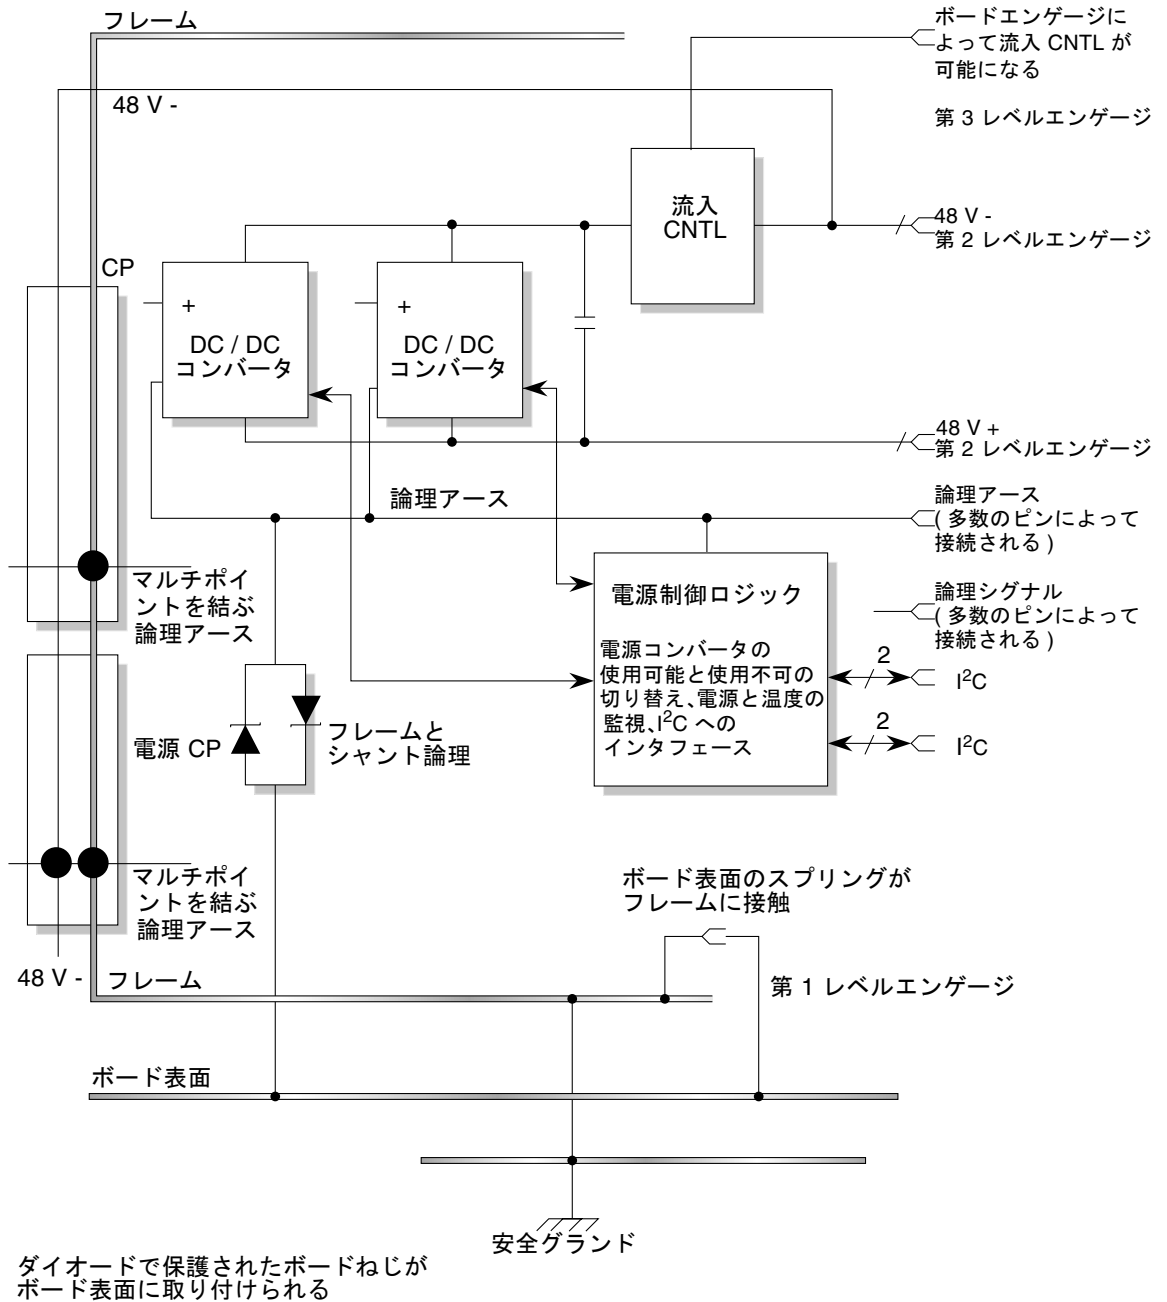 フレーム
ボードエンゲージに
よって流入 CNTL が
可能になる
48 V -
第 3 レベルエンゲージ
流入
CNTL
48 V -
第 2 レベルエンゲージ
CP
+
DC / DC
コンバータ
+
DC / DC
コンバータ
48 V +
第 2 レベルエンゲージ
論理アース
論理アース
( 多数のピンによって
接続される )
マルチポイ
ントを結ぶ
論理アース
電源制御ロジック
論理シグナル
( 多数のピンによって
接続される )
電源コンバータの
使用可能と使用不可の
切り替え、電源と温度の
監視、I²C への
インタフェース
2
I²C
2
I²C
電源 CP
フレームと
シャント論理
マルチポイ
ントを結ぶ
論理アース
ボード表面のスプリングが
フレームに接触
48 V -
フレーム
第 1 レベルエンゲージ
ボード表面
安全グランド
ダイオードで保護されたボードねじが
ボード表面に取り付けられる